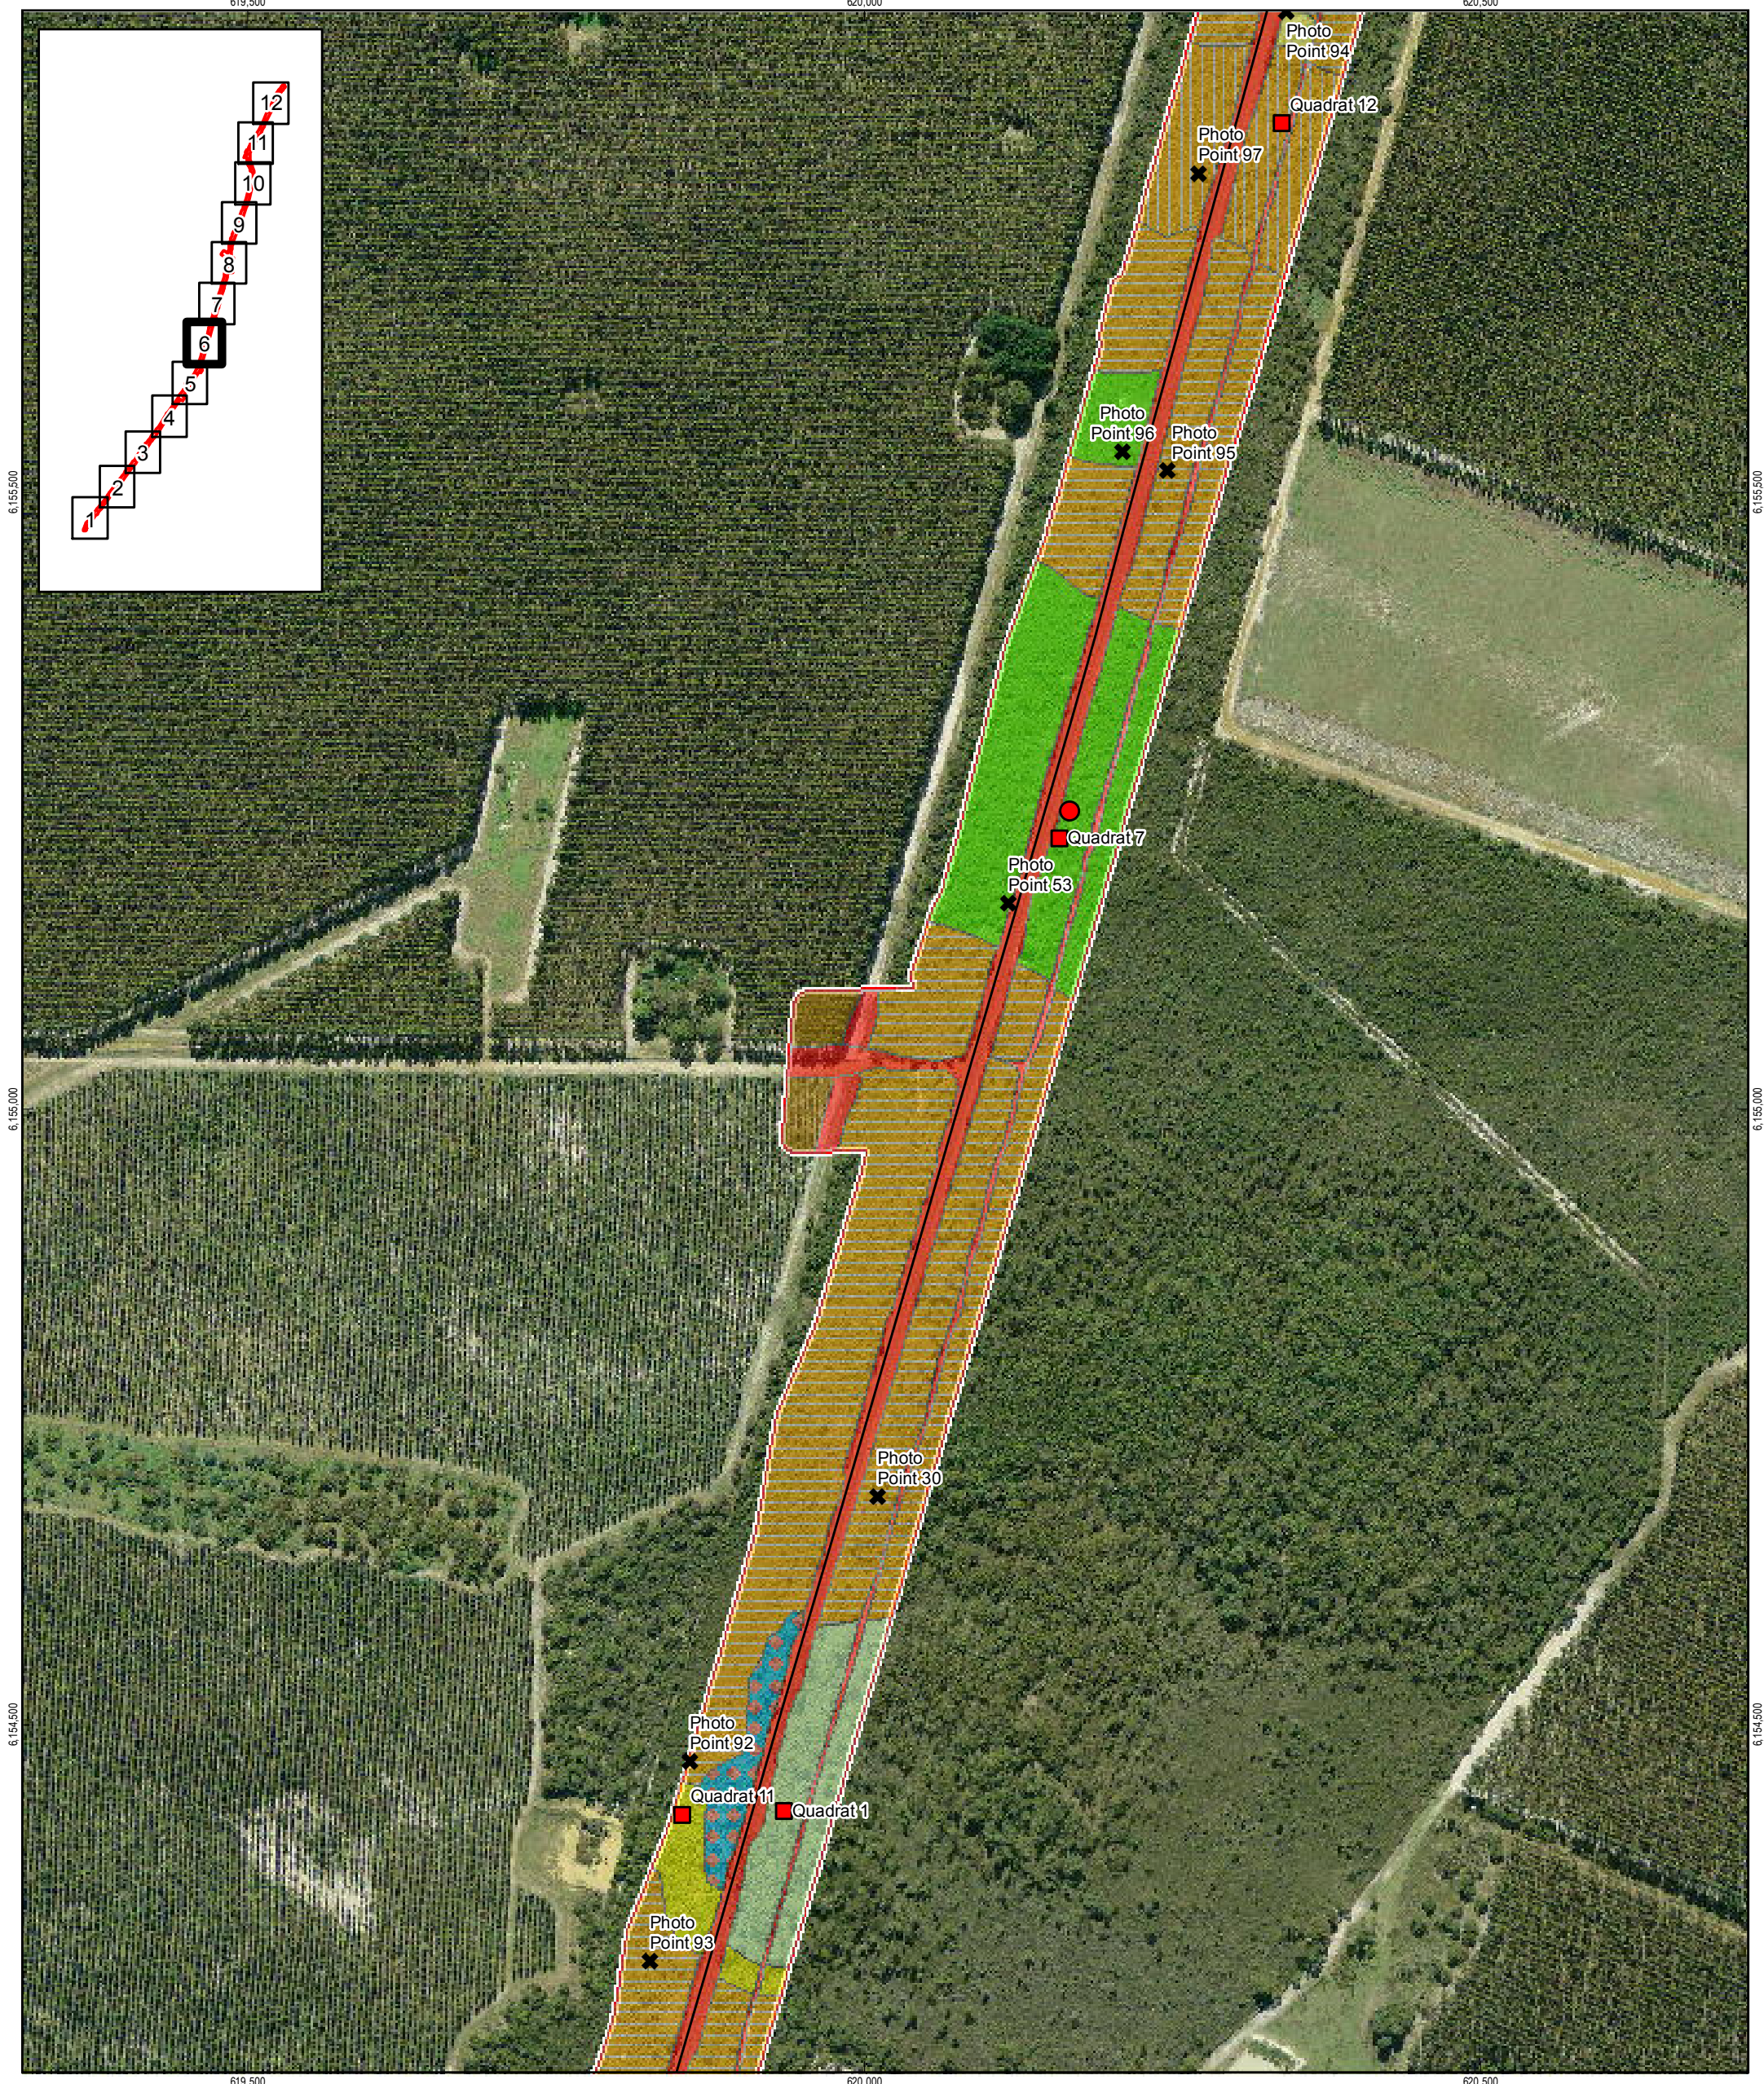 619,500
620,000
620,500
12
11
10
9
8
7
6
5
4
3
2
1
Photo
Point 94
Quadrat 12
Photo
Point 97
Photo
Point 96
Photo
Point 95
6,155,500
6,155,500
Quadrat 7
Photo
Point 53
6,155,000
6,155,000
Photo
Point 30
6,154,500
6,154,500
Photo
Point 92
Quadrat 11
Quadrat 1
Photo
Point 93
619,500
620,000
620,500